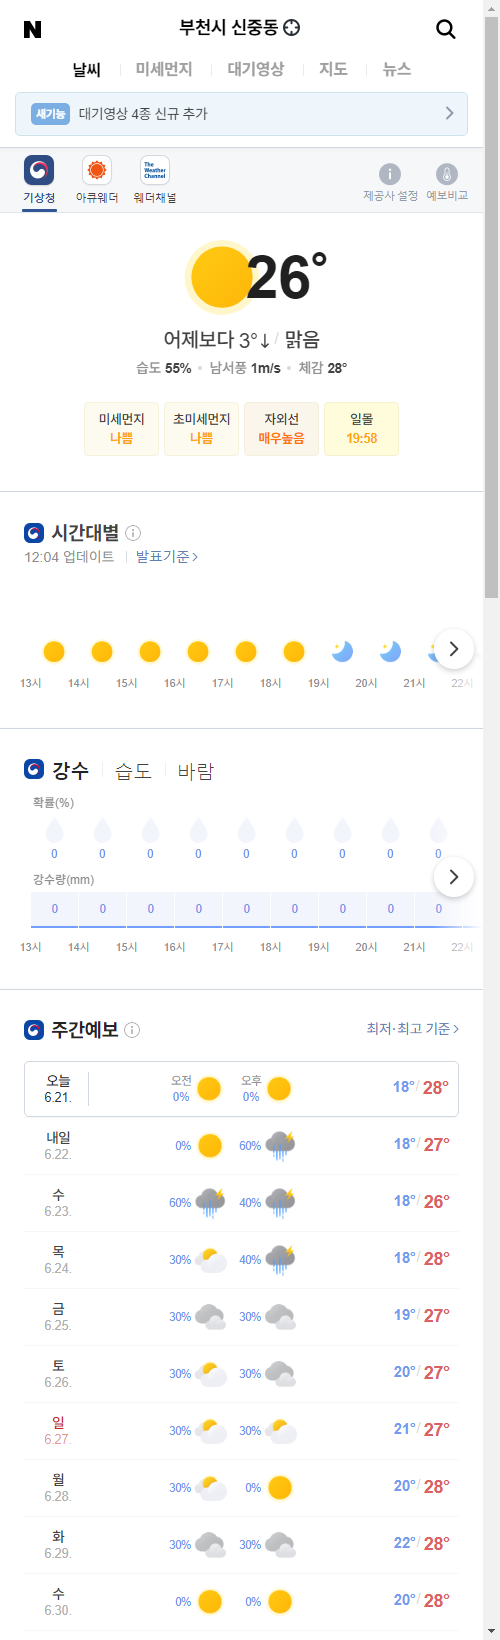 N 부천시 신중동
날씨 미세먼지 대기영상 지도 뉴스
새기능 대기영상 4종 신규 추가
The Weather Channel
기상청 아큐웨더 웨더채널 제공사 설정 예보비교
26°
어제보다 3°↓ / 맑음
습도 55% 남서풍 1m/s 체감 28°
미세먼지 초미세먼지 자외선 일몰
나쁨 나쁨 매우높음 19:58
시간대별
12:04 업데이트 발표기준 >
13시 14시 15시 16시 17시 18시 19시 20시 21시 22시
강수 습도 바람
확률(%)
0 0 0 0 0 0 0 0 0
강수량(mm)
0 0 0 0 0 0 0 0 0
13시 14시 15시 16시 17시 18시 19시 20시 21시 22시
주간예보 최저·최고 기준 >
오늘 오전 오후
6.21. 0% 0% 18°/28°
내일
6.22. 0% 60% 18°/27°
수
6.23. 60% 40% 18°/26°
목
6.24. 30% 40% 18°/28°
금
6.25. 30% 30% 19°/27°
토
6.26. 30% 30% 20°/27°
일
6.27. 30% 30% 21°/27°
월
6.28. 30% 0% 20°/28°
화
6.29. 30% 30% 22°/28°
수
6.30. 0% 0% 20°/28°